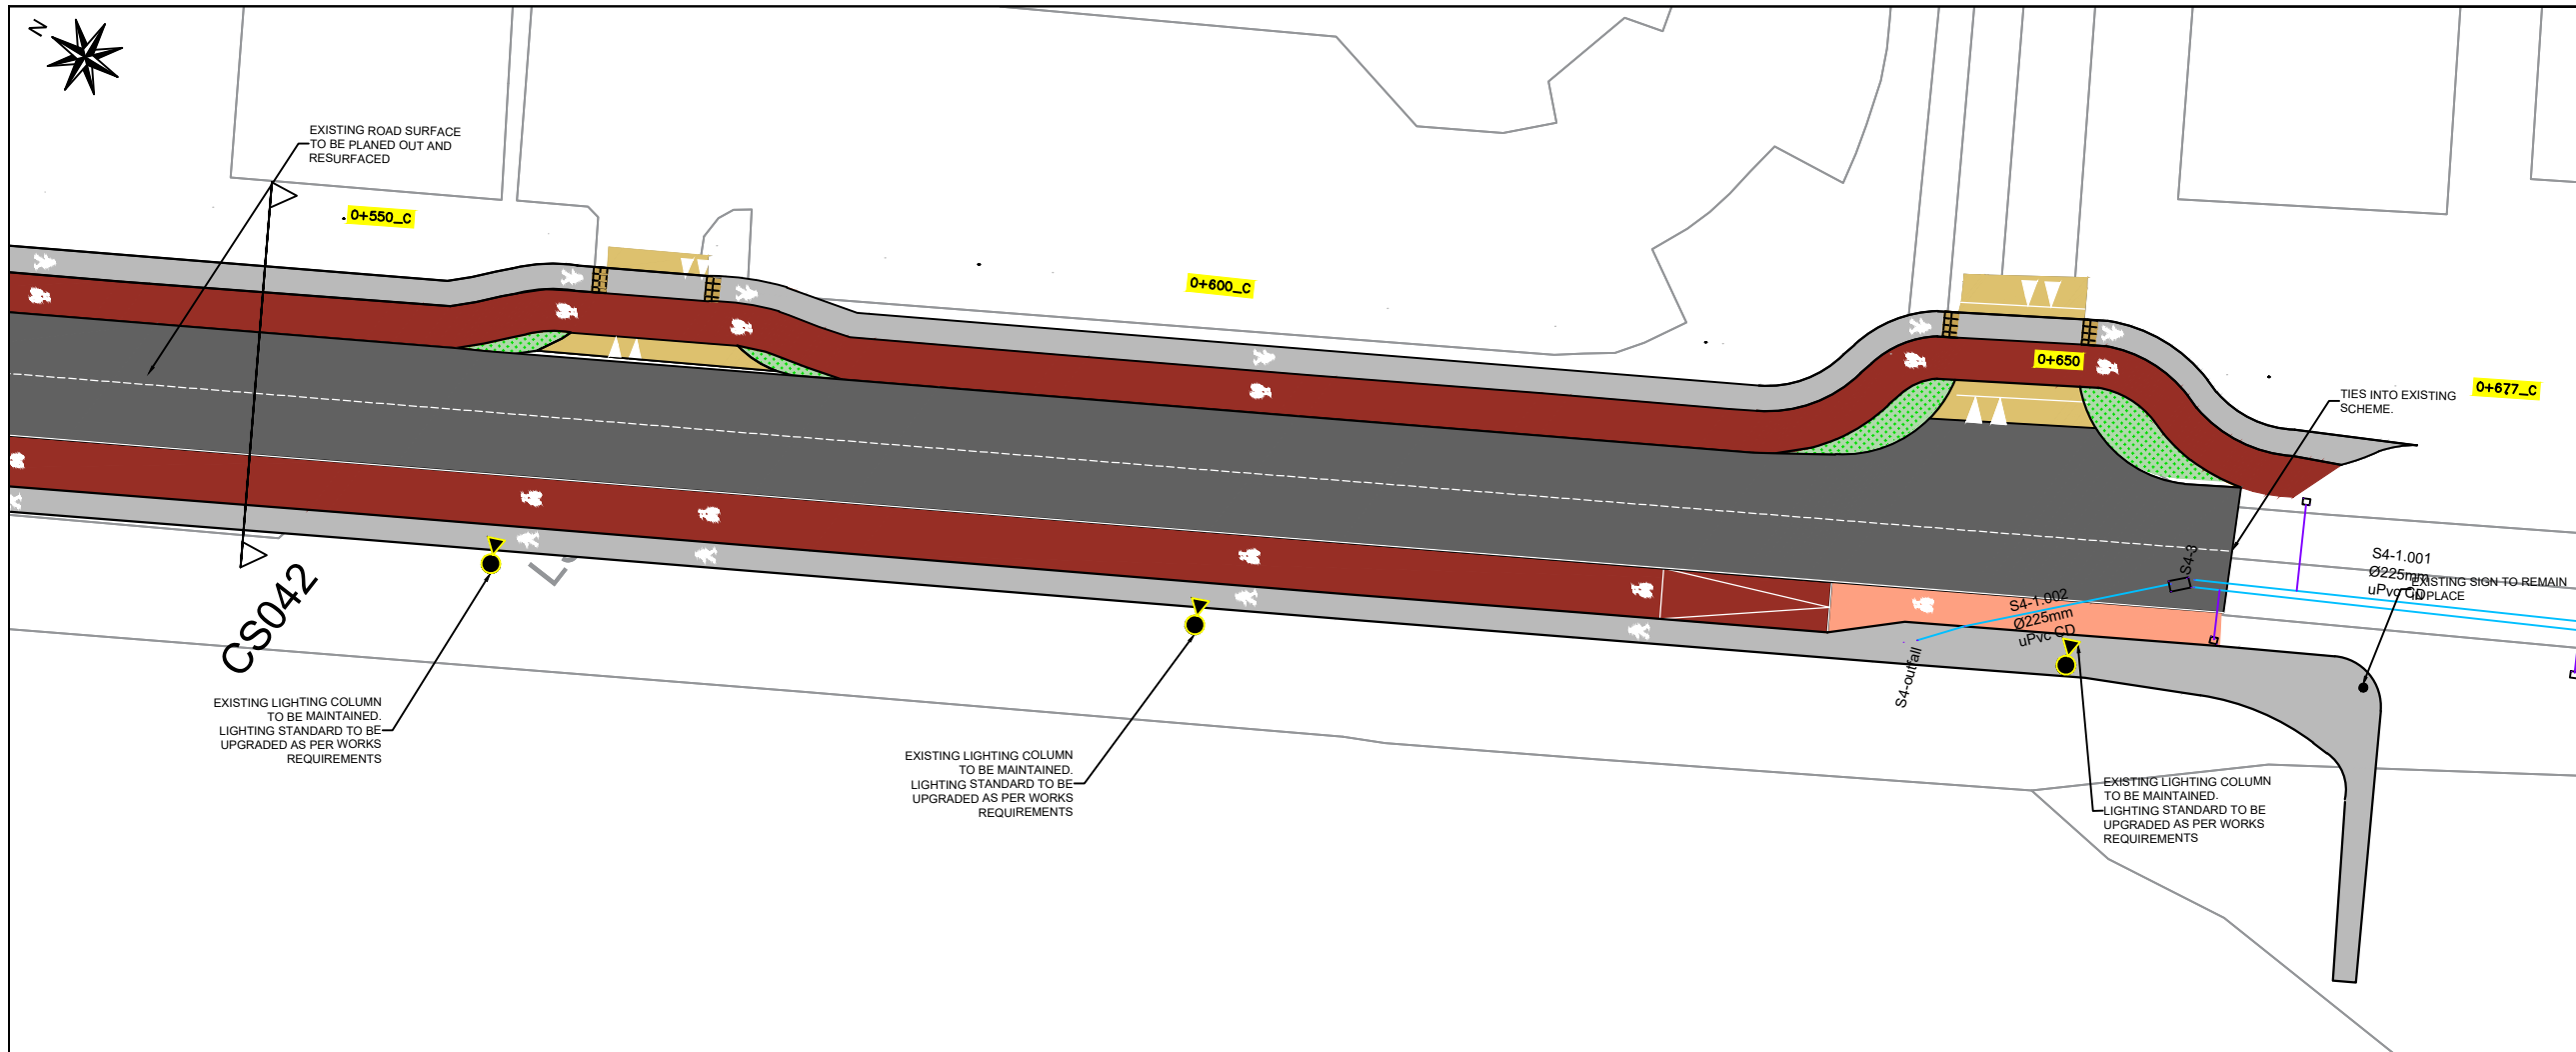 N
EXISTING ROAD SURFACE
TO BE PLANED OUT AND
RESURFACED
0+550_C
0+600_C
0+650
0+677_C
TIES INTO EXISTING
SCHEME.
S4-3
S4-1.001
Ø225mm
uPvc CD
EXISTING SIGN TO REMAIN
IN PLACE
S4-1.002
Ø225mm
uPvc CD
S4-outfall
CS042
EXISTING LIGHTING COLUMN
TO BE MAINTAINED.
LIGHTING STANDARD TO BE
UPGRADED AS PER WORKS
REQUIREMENTS
EXISTING LIGHTING COLUMN
TO BE MAINTAINED.
LIGHTING STANDARD TO BE
UPGRADED AS PER WORKS
REQUIREMENTS
EXISTING LIGHTING COLUMN
TO BE MAINTAINED.
LIGHTING STANDARD TO BE
UPGRADED AS PER WORKS
REQUIREMENTS